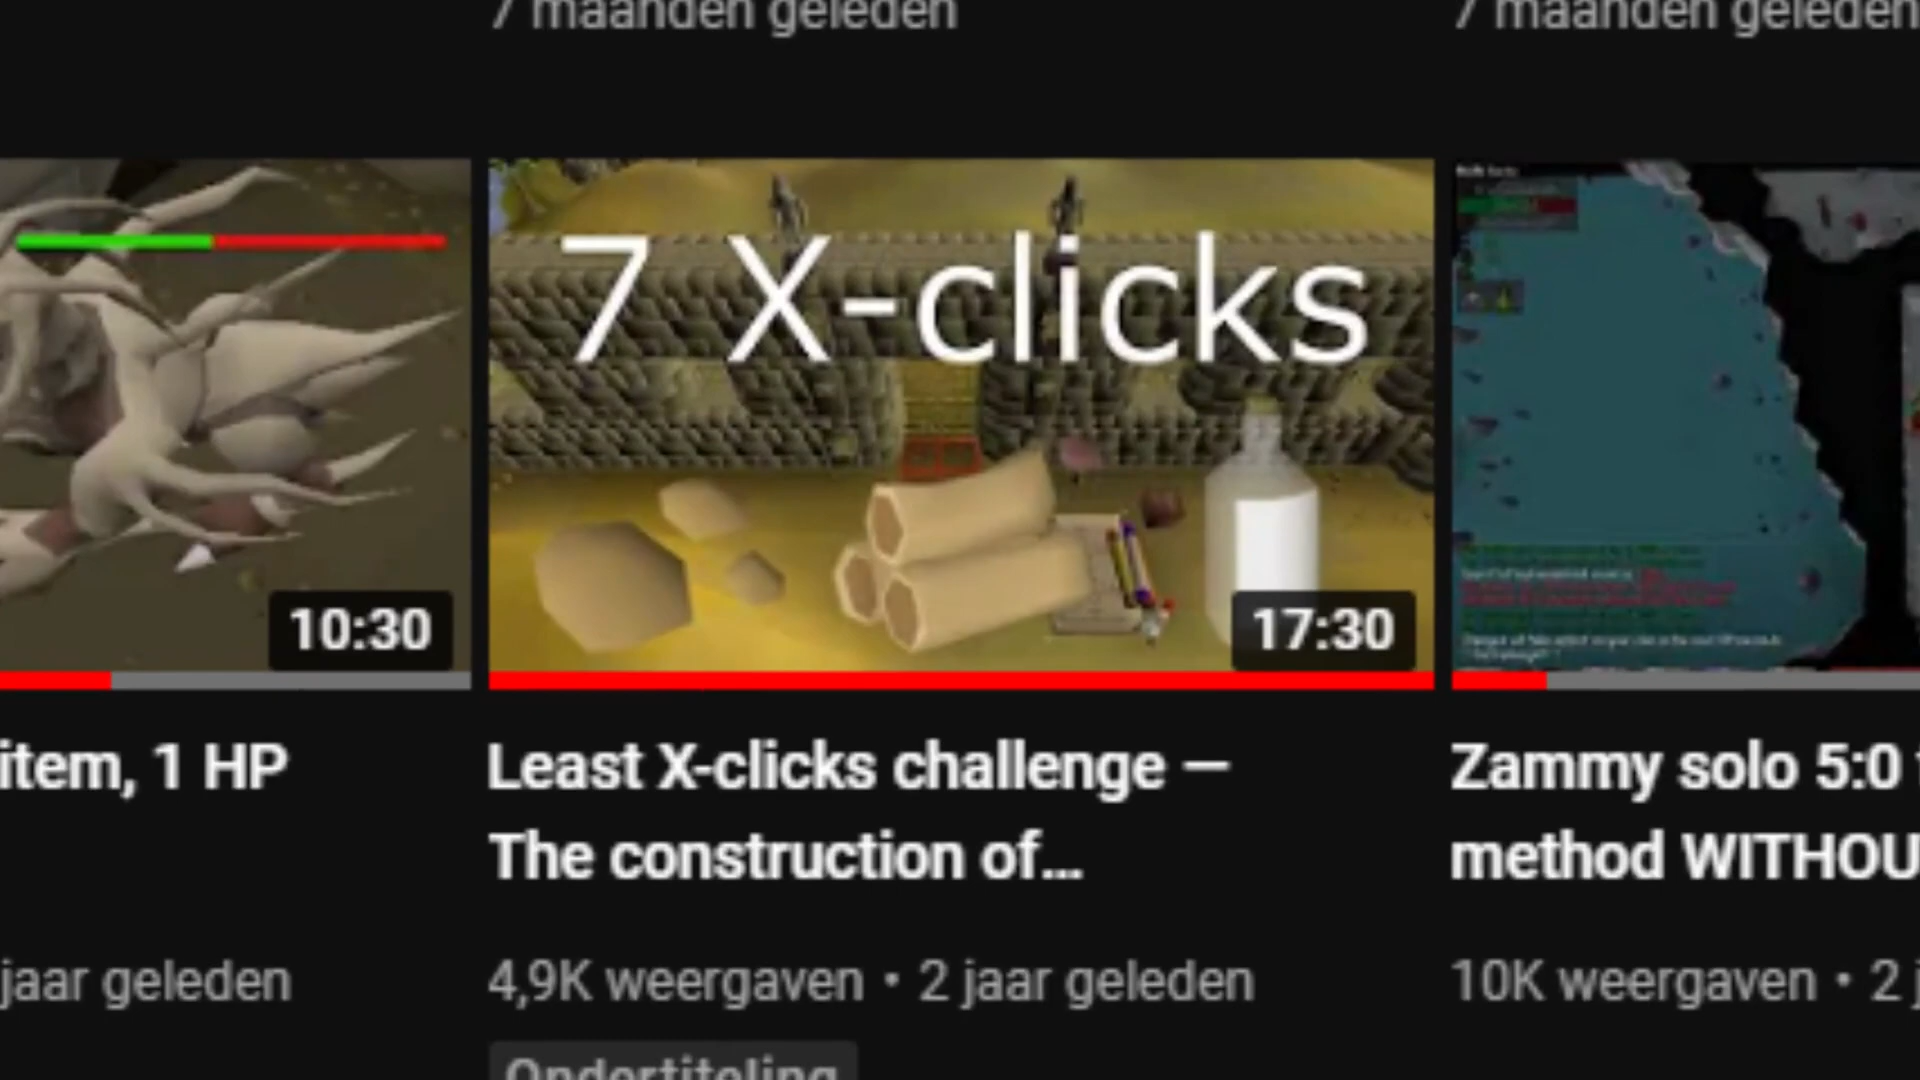 7 maanden geleden
7 maanden geleden
7 X-clicks
10:30
17:30
item, 1 HP
Least X-clicks challenge —
The construction of...
Zammy solo 5:0
method WITHOU
jaar geleden
4,9K weergaven • 2 jaar geleden
10K weergaven • 2 j
Ondertiteling